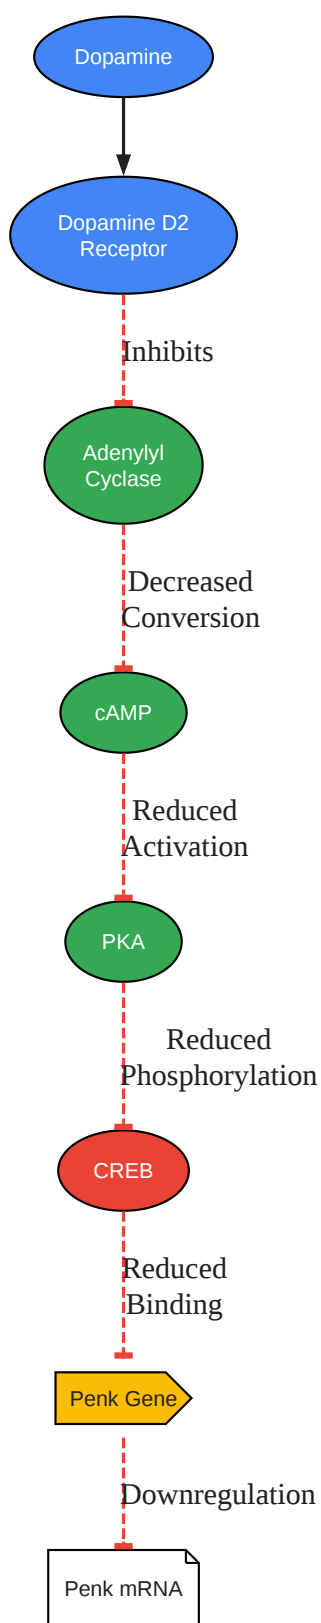 Dopamine
Dopamine D2
Receptor
Inhibits
Adenylyl
Cyclase
Decreased
Conversion
cAMP
Reduced
Activation
PKA
Reduced
Phosphorylation
CREB
Reduced
Binding
Penk Gene
Downregulation
Penk mRNA